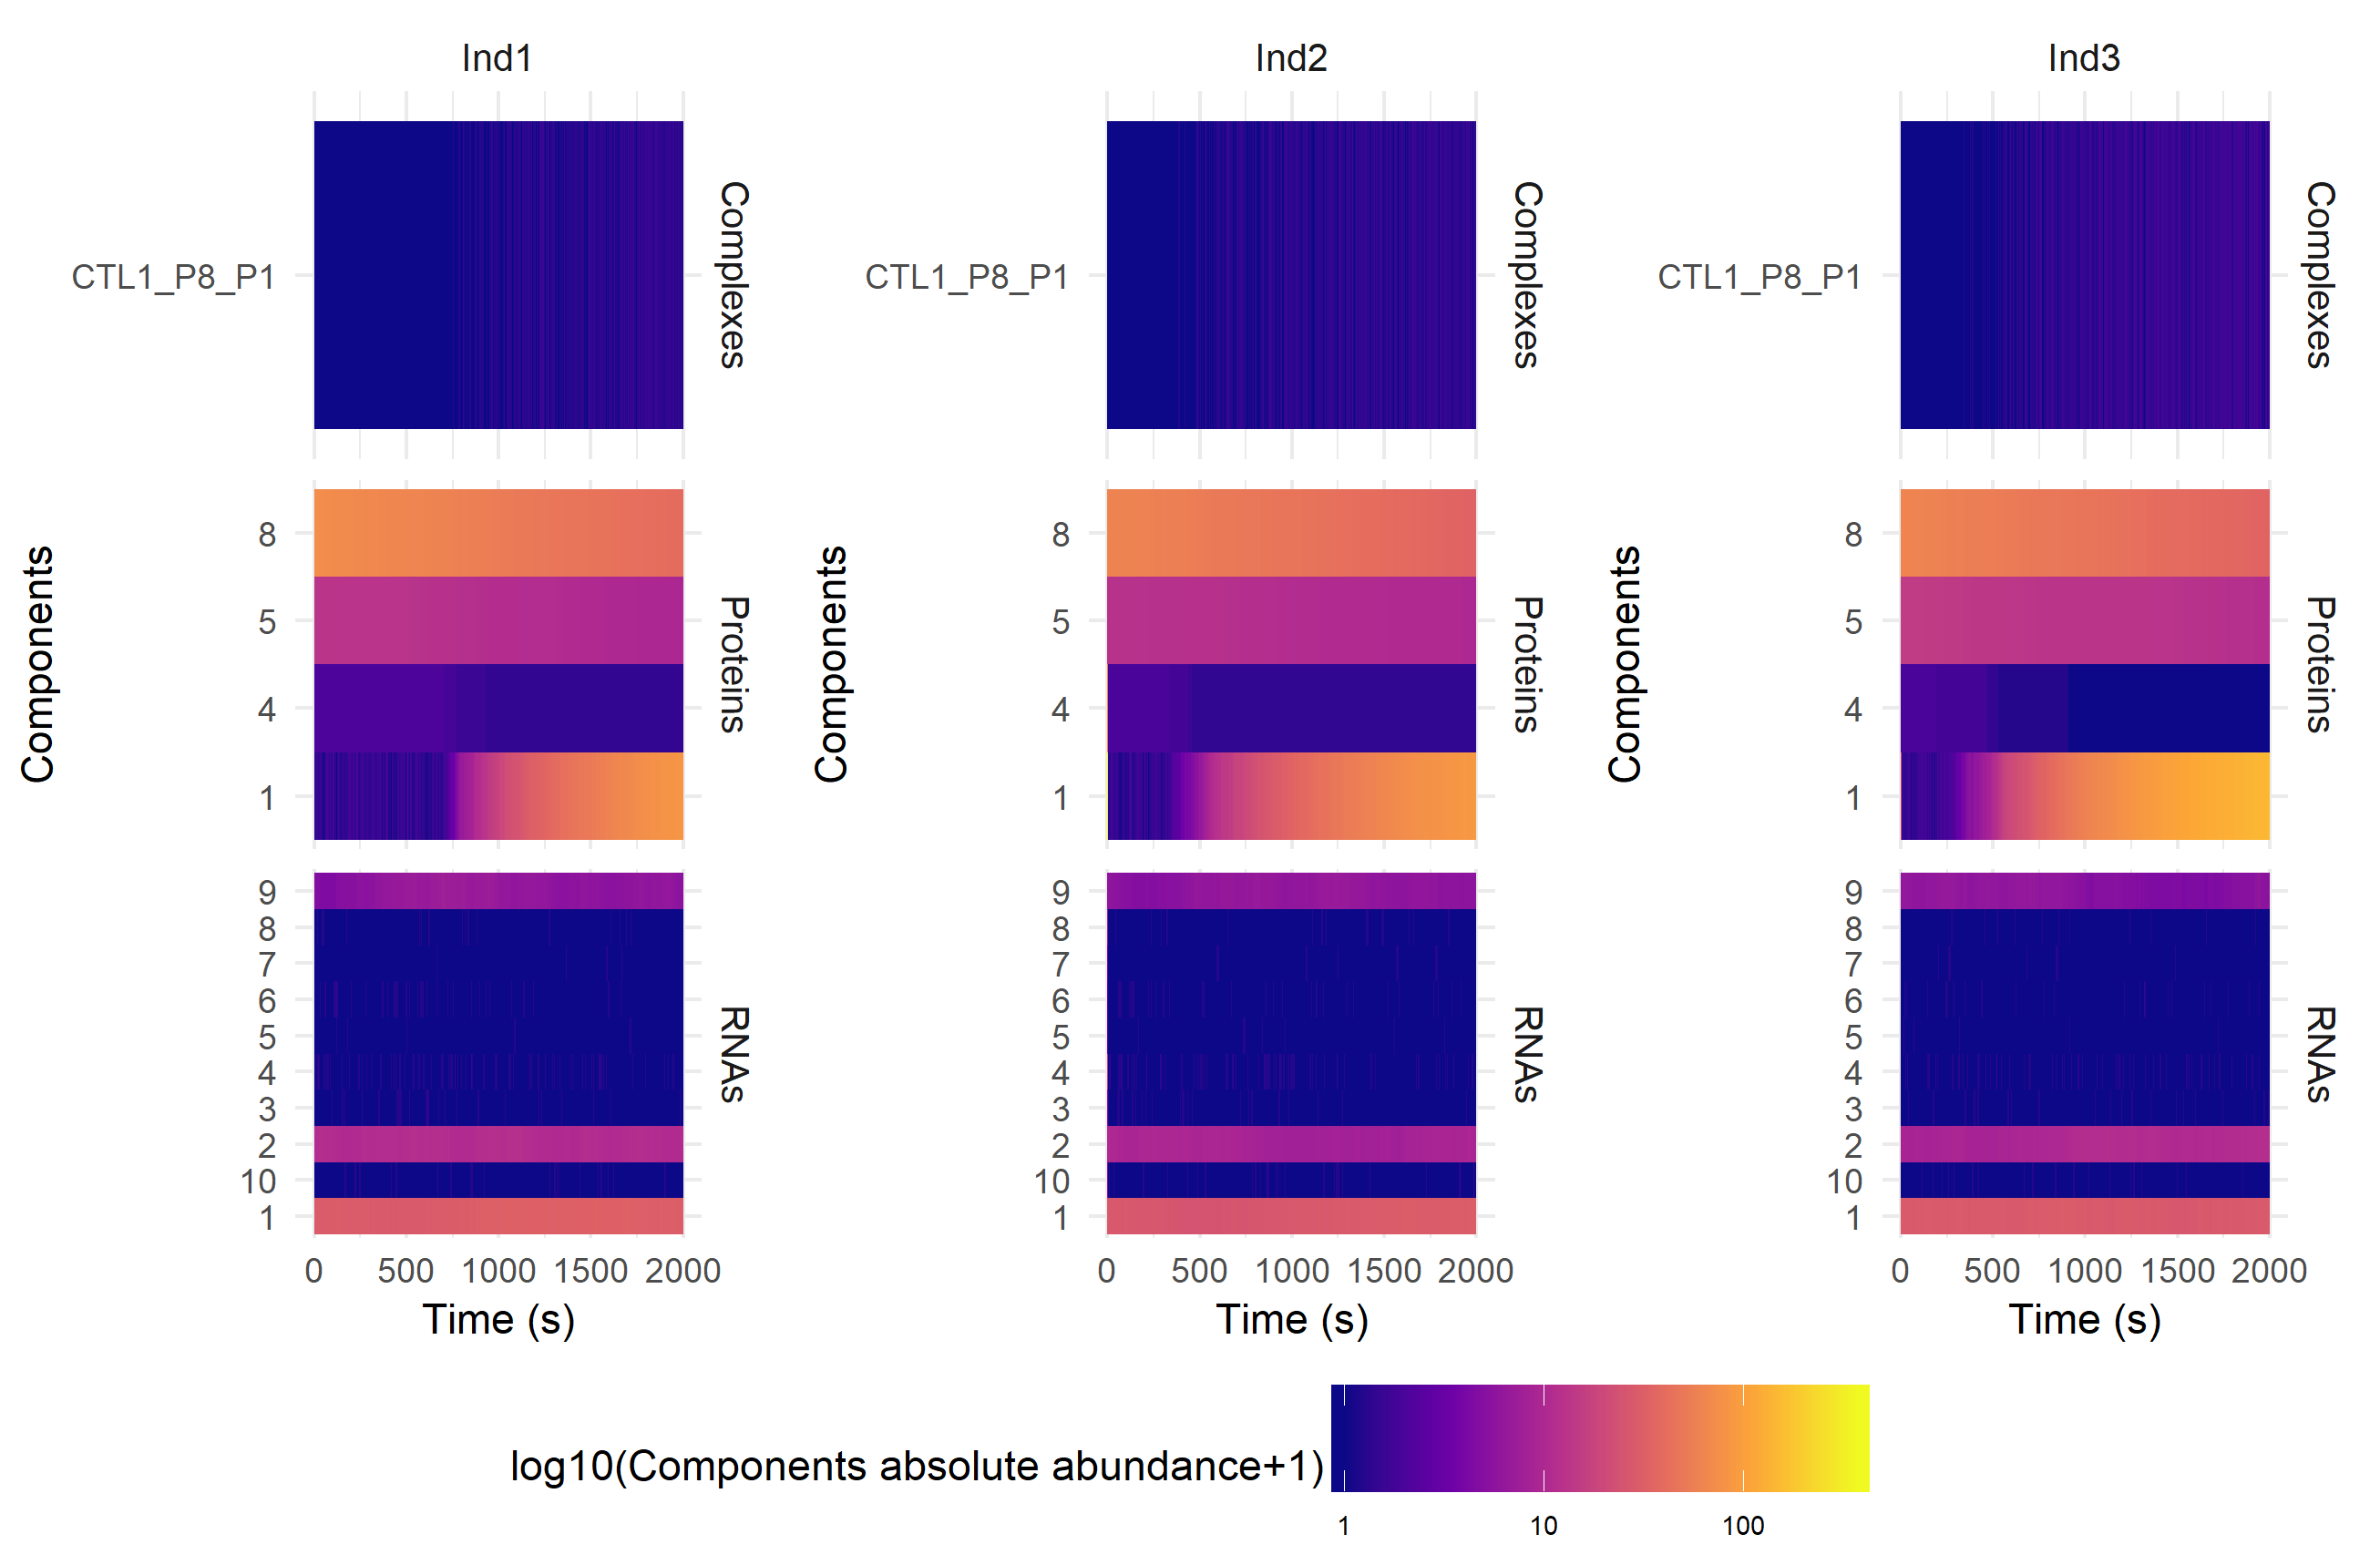 Ind1 Ind2 Ind3
CTL1_P8_P1 Complexes CTL1_P8_P1 Complexes CTL1_P8_P1 Complexes
Components Components Components
8 8 8
5 5 5
Proteins Proteins Proteins
4 4 4
1 1 1
9 9 9
8 8 8
7 7 7
6 6 6
5 5 5
RNAs RNAs RNAs
4 4 4
3 3 3
2 2 2
10 10 10
1 1 1
0 500 1000 1500 2000 0 500 1000 1500 2000 0 500 1000 1500 2000
Time (s) Time (s) Time (s)
log10(Components absolute abundance+1)
1 10 100